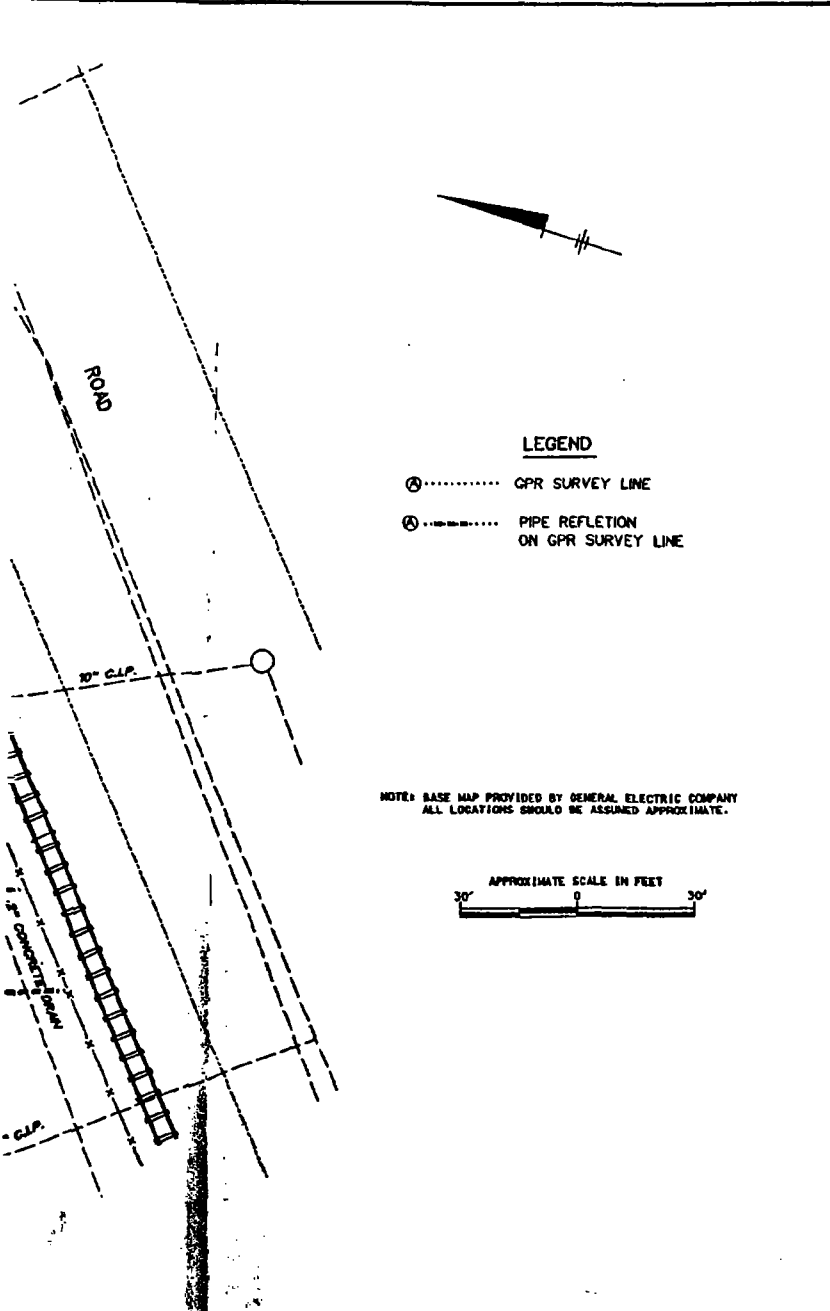 ROAD
LEGEND
Ⓐ GPR SURVEY LINE
Ⓐ PIPE REFLETION
ON GPR SURVEY LINE
10" C.I.P.
NOTE: BASE MAP PROVIDED BY GENERAL ELECTRIC COMPANY
ALL LOCATIONS SHOULD BE ASSUMED APPROXIMATE.
APPROXIMATE SCALE IN FEET
30' 0 30'
CONCRETE DRAIN
" C.I.P.